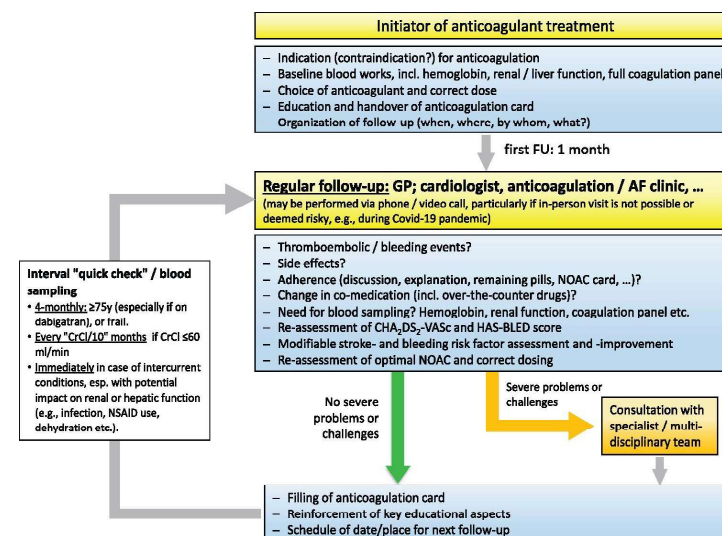 Initiator of anticoagulant treatment
– Indication (contraindication?) for anticoagulation
– Baseline blood works, incl. hemoglobin, renal / liver function, full coagulation panel
– Choice of anticoagulant and correct dose
– Education and handover of anticoagulation card
Organization of follow-up (when, where, by whom, what?)
first FU: 1 month
Regular follow-up: GP; cardiologist, anticoagulation / AF clinic, ...
(may be performed via phone / video call, particularly if in-person visit is not possible or
deemed risky, e.g., during Covid-19 pandemic)
– Thromboembolic / bleeding events?
– Side effects?
– Adherence (discussion, explanation, remaining pills, NOAC card, ...)?
– Change in co-medication (incl. over-the-counter drugs)?
– Need for blood sampling? Hemoglobin, renal function, coagulation panel etc.
– Re-assessment of CHA₂DS₂-VASc and HAS-BLED score
– Modifiable stroke- and bleeding risk factor assessment and -improvement
– Re-assessment of optimal NOAC and correct dosing
Interval "quick check" / blood
sampling
• 4-monthly: ≥75y (especially if on
dabigatran), or frail.
• Every "CrCl/10" months if CrCl ≤60
ml/min
• Immediately in case of intercurrent
conditions, esp. with potential
impact on renal or hepatic function
(e.g., infection, NSAID use,
dehydration etc.).
No severe
problems or
challenges
Severe problems or
challenges
Consultation with
specialist / multi-
disciplinary team
– Filling of anticoagulation card
– Reinforcement of key educational aspects
– Schedule of date/place for next follow-up